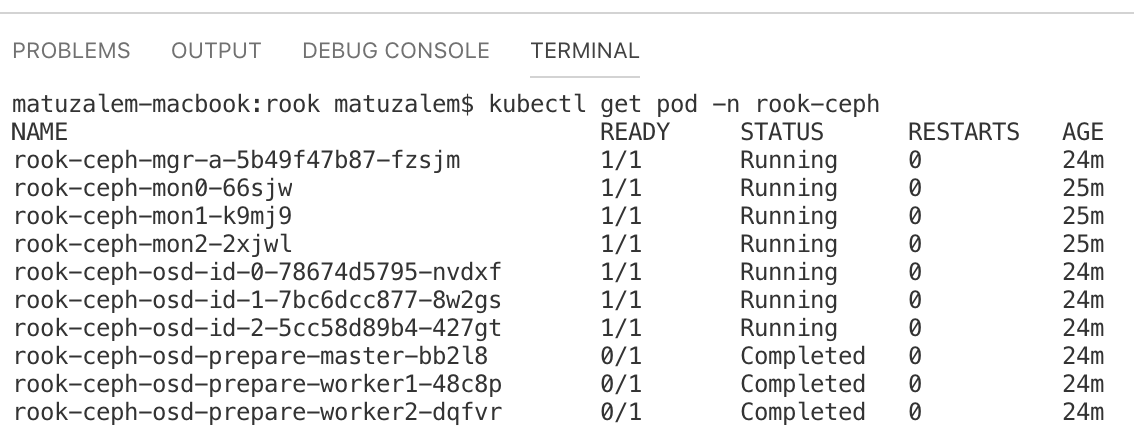 PROBLEMS OUTPUT DEBUG CONSOLE TERMINAL
matuzalem-macbook:rook matuzalem$ kubectl get pod -n rook-ceph
NAME READY STATUS RESTARTS AGE
rook-ceph-mgr-a-5b49f47b87-fzsjm 1/1 Running 0 24m
rook-ceph-mon0-66sjw 1/1 Running 0 25m
rook-ceph-mon1-k9mj9 1/1 Running 0 25m
rook-ceph-mon2-2xjwl 1/1 Running 0 25m
rook-ceph-osd-id-0-78674d5795-nvdxf 1/1 Running 0 24m
rook-ceph-osd-id-1-7bc6dcc877-8w2gs 1/1 Running 0 24m
rook-ceph-osd-id-2-5cc58d89b4-427gt 1/1 Running 0 24m
rook-ceph-osd-prepare-master-bb2l8 0/1 Completed 0 24m
rook-ceph-osd-prepare-worker1-48c8p 0/1 Completed 0 24m
rook-ceph-osd-prepare-worker2-dqfvr 0/1 Completed 0 24m